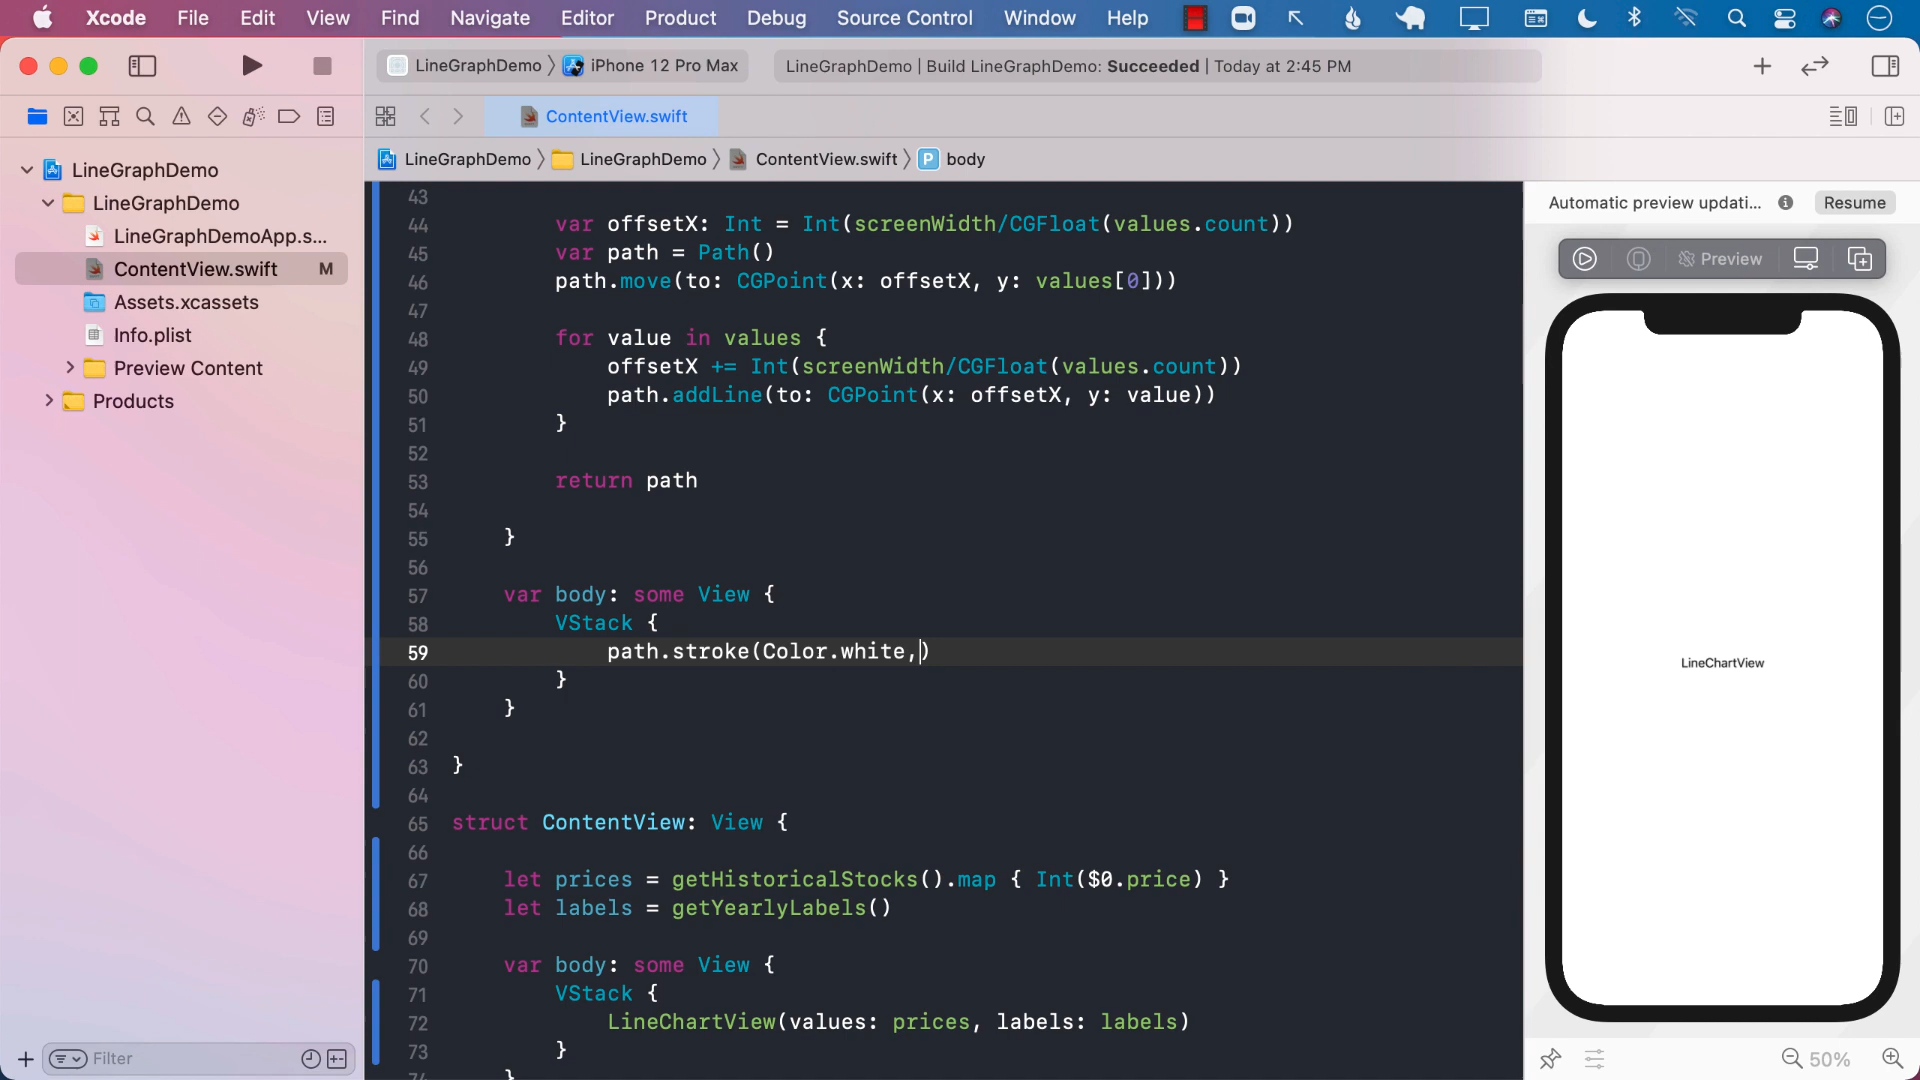 Xcode File Edit View Find Navigate Editor Product Debug Source Control Window Help
LineGraphDemo 〉 iPhone 12 Pro Max
LineGraphDemo | Build LineGraphDemo: Succeeded | Today at 2:45 PM
ContentView.swift
LineGraphDemo 〉 LineGraphDemo 〉 ContentView.swift 〉 P body
LineGraphDemo
LineGraphDemo
LineGraphDemoApp.s...
ContentView.swift M
Assets.xcassets
Info.plist
Preview Content
Products
Filter
43
44 var offsetX: Int = Int(screenWidth/CGFloat(values.count))
45 var path = Path()
46 path.move(to: CGPoint(x: offsetX, y: values[0]))
47
48 for value in values {
49 offsetX += Int(screenWidth/CGFloat(values.count))
50 path.addLine(to: CGPoint(x: offsetX, y: value))
51 }
52
53 return path
54
55 }
56
57 var body: some View {
58 VStack {
59 path.stroke(Color.white,)
60 }
61 }
62
63 }
64
65 struct ContentView: View {
66
67 let prices = getHistoricalStocks().map { Int($0.price) }
68 let labels = getYearlyLabels()
69
70 var body: some View {
71 VStack {
72 LineChartView(values: prices, labels: labels)
73 }
74 }
Automatic preview updati... Resume
Preview
LineChartView
50%